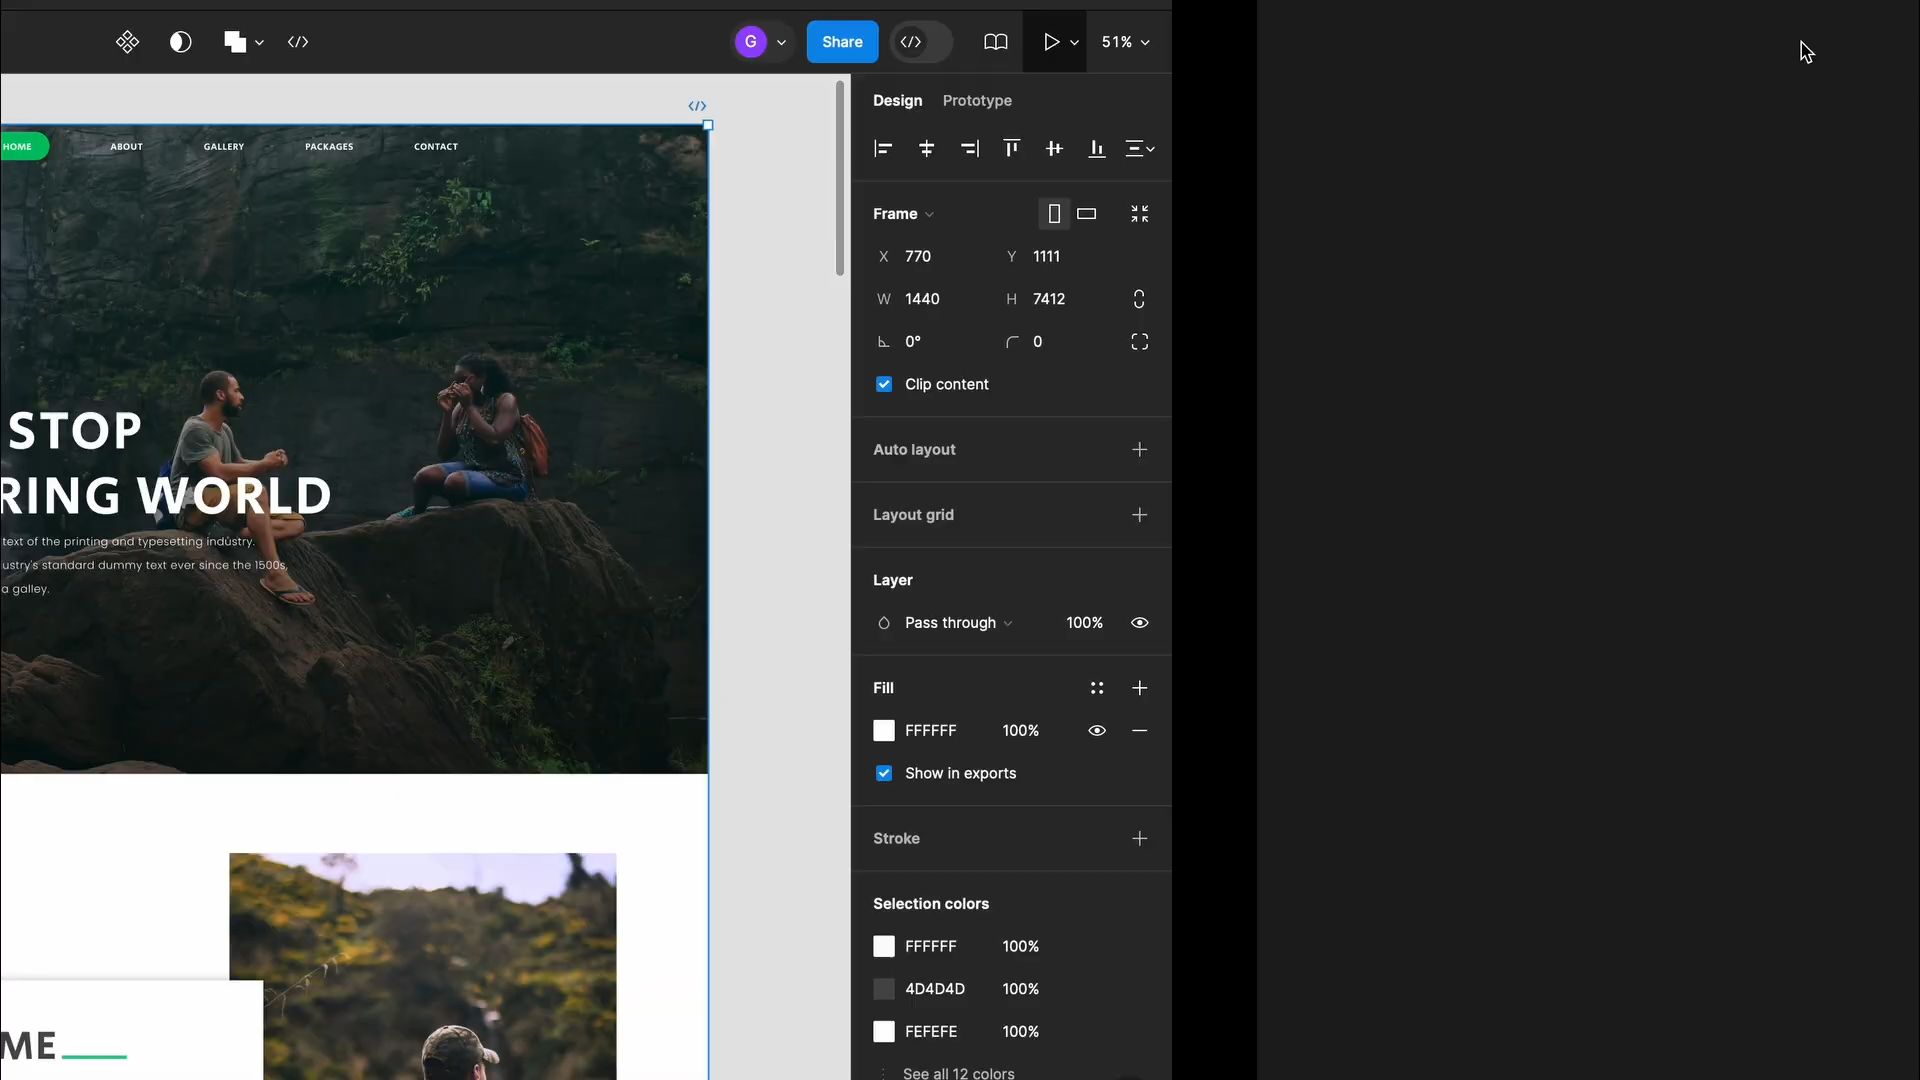 G
Share
51%
Design Prototype
HOME ABOUT GALLERY PACKAGES CONTACT
STOP
RING WORLD
text of the printing and typesetting industry.
ustry's standard dummy text ever since the 1500s,
a galley.
ME
Frame
X 770 Y 1111
W 1440 H 7412
0° 0
Clip content
Auto layout
Layout grid
Layer
Pass through 100%
Fill
FFFFFF 100%
Show in exports
Stroke
Selection colors
FFFFFF 100%
4D4D4D 100%
FEFEFE 100%
See all 12 colors